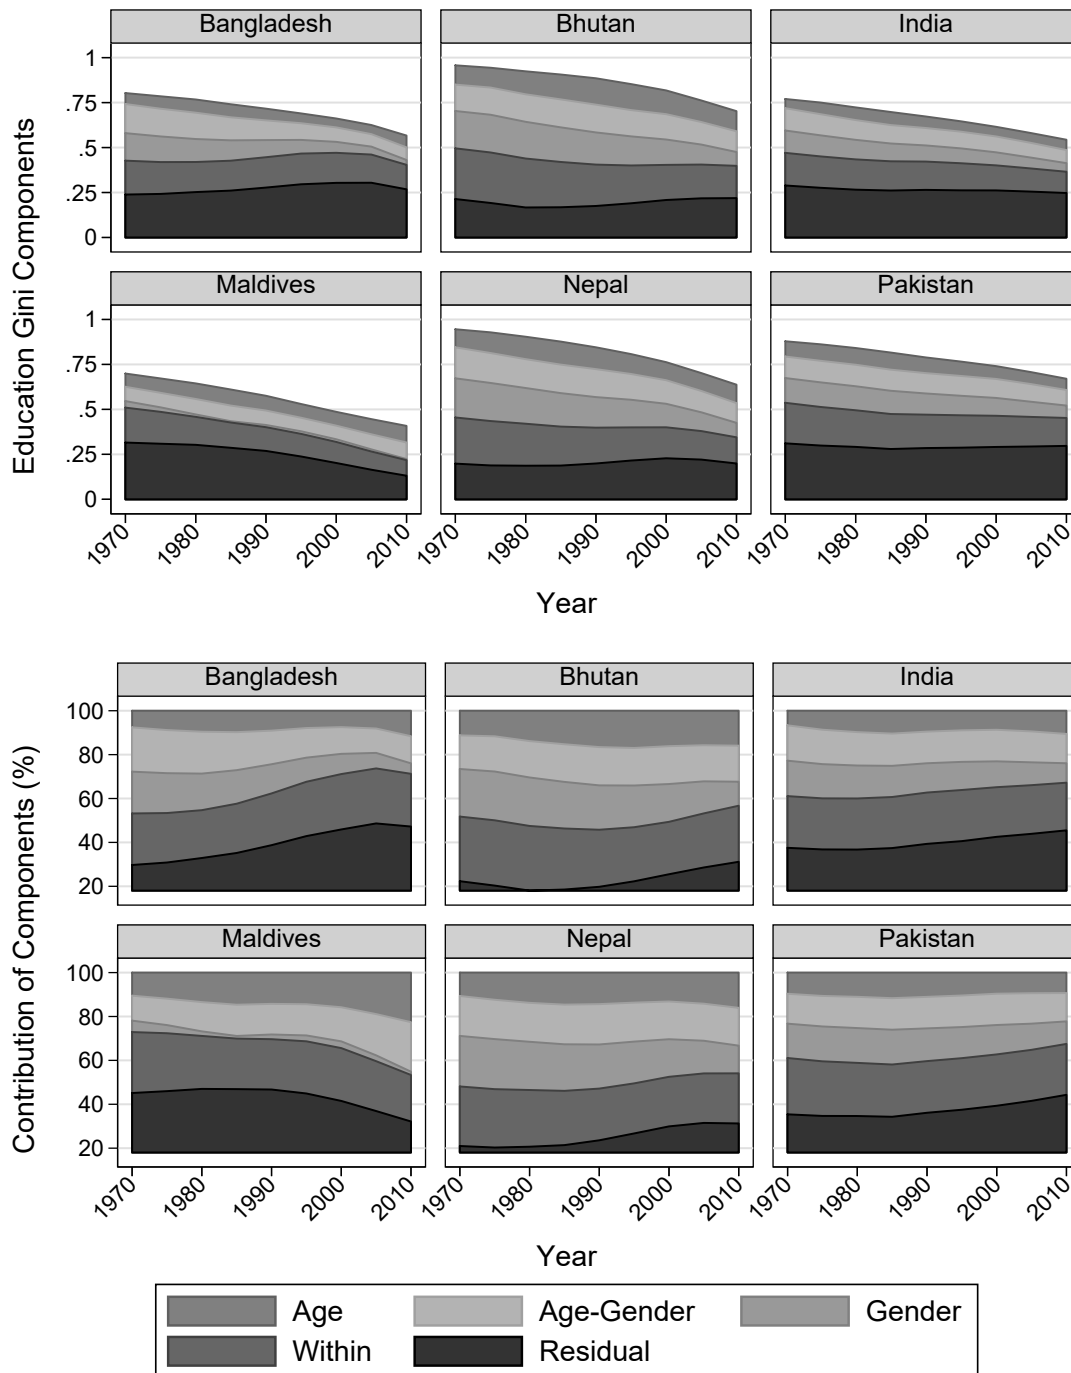 Bangladesh Bhutan India
Education Gini Components
1
.75
.5
.25
0
Maldives Nepal Pakistan
1
.75
.5
.25
0
1970 1980 1990 2000 2010 1970 1980 1990 2000 2010 1970 1980 1990 2000 2010
Year
Bangladesh Bhutan India
Contribution of Components (%)
100
80
60
40
20
Maldives Nepal Pakistan
100
80
60
40
20
1970 1980 1990 2000 2010 1970 1980 1990 2000 2010 1970 1980 1990 2000 2010
Year
Age Age-Gender Gender
Within Residual